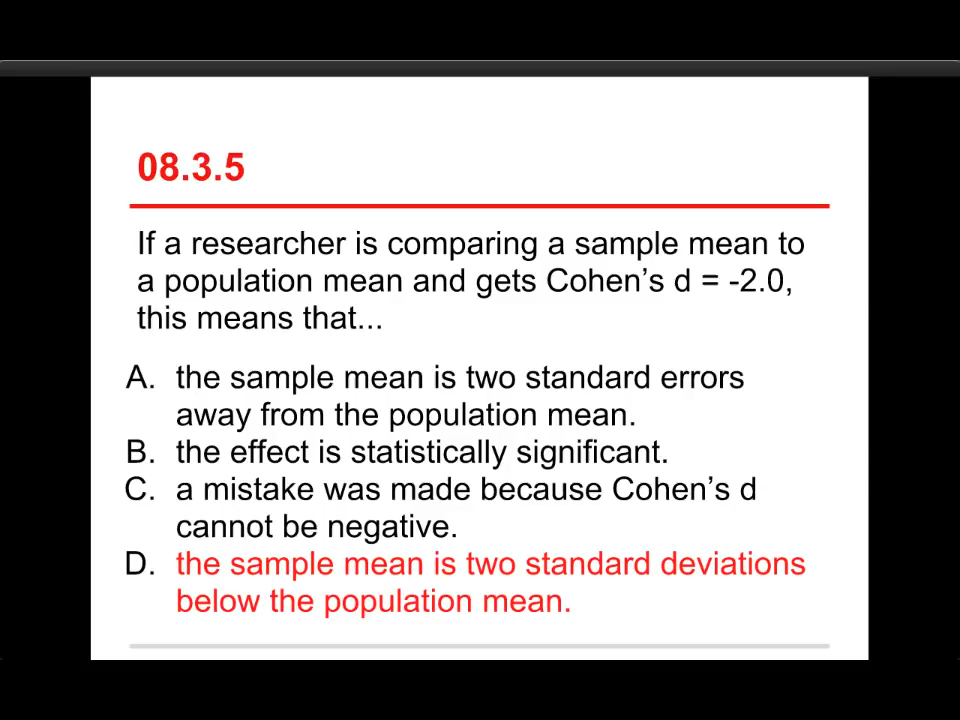 08.3.5
If a researcher is comparing a sample mean to
a population mean and gets Cohen’s d = -2.0,
this means that...
A. the sample mean is two standard errors
away from the population mean.
B. the effect is statistically significant.
C. a mistake was made because Cohen’s d
cannot be negative.
D. the sample mean is two standard deviations
below the population mean.